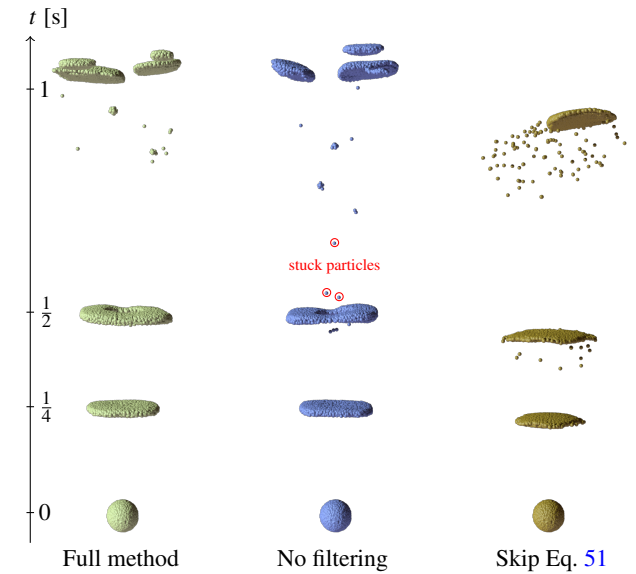 t [s]
1
stuck particles
1/2
1/4
0
Full method No filtering Skip Eq. 51